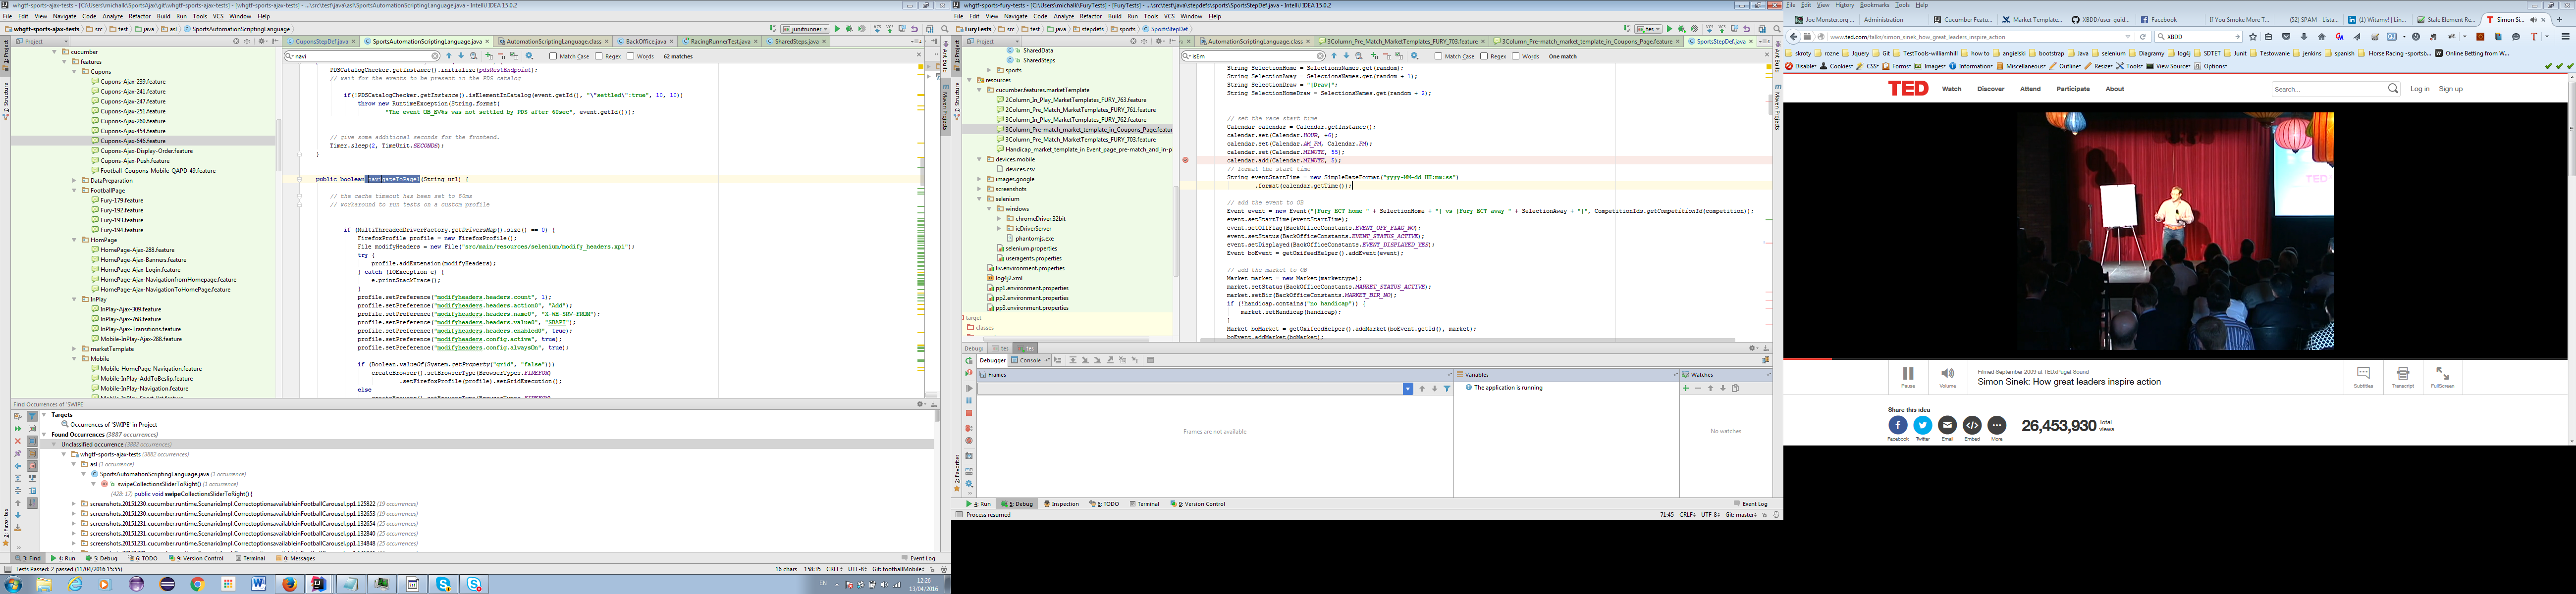 whgtf-sports-ajax-tests - [C:\Users\michalk\SportsAjax\git\whgtf-sports-ajax-tests] - [whgtf-sports-ajax-tests] - ...\src\test\java\asl\SportsAutomationScriptingLanguage.java - IntelliJ IDEA 15.0.2
File Edit View Navigate Code Analyze Refactor Build Run Tools VCS Window Help
whgtf-sports-ajax-tests src test java asl SportsAutomationScriptingLanguage
junitrunner
Project
CuponsStepDef.java SportsAutomationScriptingLanguage.java AutomationScriptingLanguage.class BackOffice.java RacingRunnerTest.java SharedSteps.java
navi Match Case Regex Words 62 matches
cucumber
features
Cupons
Cupons-Ajax-239.feature
Cupons-Ajax-241.feature
Cupons-Ajax-247.feature
Cupons-Ajax-251.feature
Cupons-Ajax-260.feature
Cupons-Ajax-454.feature
Cupons-Ajax-646.feature
Cupons-Ajax-Display-Order.feature
Cupons-Ajax-Push.feature
Football-Coupons-Mobile-QAPD-49.feature
DataPreparation
FootballPage
Fury-179.feature
Fury-192.feature
Fury-193.feature
Fury-194.feature
HomePage
HomePage-Ajax-288.feature
HomePage-Ajax-Banners.feature
HomePage-Ajax-Login.feature
HomePage-Ajax-NavigationfromHomepage.feature
HomePage-Ajax-NavigationToHomePage.feature
InPlay
InPlay-Ajax-309.feature
InPlay-Ajax-768.feature
InPlay-Ajax-Transitions.feature
Mobile-InPlay-Ajax-288.feature
marketTemplate
Mobile
Mobile-HomePage-Navigation.feature
Mobile-InPlay-AddToBeslip.feature
Mobile-InPlay-Navigation.feature
PDSCatalogChecker.getInstance().initialize(pdsRestEndpoint);
// wait for the events to be present in the PDS catalog
if(!PDSCatalogChecker.getInstance().isElementInCatalog(event.getId(), "\"settled\":true", 10, 10))
throw new RuntimeException(String.format(
"The event OB_EV%s was not settled by PDS after 60sec", event.getId()));
// give some additional seconds for the frontend.
Timer.sleep(2, TimeUnit.SECONDS);
}
public boolean navigateToPage1(String url) {
// the cache timeout has been set to 50ms
// workaround to run tests on a custom profile
if (MultiThreadedDriverFactory.getDriversMap().size() == 0) {
FirefoxProfile profile = new FirefoxProfile();
File modifyHeaders = new File("src/main/resources/selenium/modify_headers.xpi");
try {
profile.addExtension(modifyHeaders);
} catch (IOException e) {
e.printStackTrace();
}
profile.setPreference("modifyheaders.headers.count", 1);
profile.setPreference("modifyheaders.headers.action0", "Add");
profile.setPreference("modifyheaders.headers.name0", "X-WH-SRV-FROM");
profile.setPreference("modifyheaders.headers.value0", "SHAPI");
profile.setPreference("modifyheaders.headers.enabled0", true);
profile.setPreference("modifyheaders.config.active", true);
profile.setPreference("modifyheaders.config.alwaysOn", true);
if (Boolean.valueOf(System.getProperty("grid", "false")))
createBrowser().setBrowserType(BrowserTypes.FIREFOX)
.setFirefoxProfile(profile).setGridExecution();
else
Find Occurrences of 'SWIPE'
Targets
Occurrences of 'SWIPE' in Project
Found Occurrences (3887 occurrences)
Unclassified occurrence (3882 occurrences)
whgtf-sports-ajax-tests (3882 occurrences)
asl (1 occurrence)
SportsAutomationScriptingLanguage.java (1 occurrence)
swipeCollectionsSliderToRight() (1 occurrence)
(428: 17) public void swipeCollectionsSliderToRight() {
screenshots.20151230.cucumber.runtime.ScenarioImpl.CorrectoptionsavailableinFootballCarousel.pp1.125822 (19 occurrences)
screenshots.20151230.cucumber.runtime.ScenarioImpl.CorrectoptionsavailableinFootballCarousel.pp1.132653 (19 occurrences)
screenshots.20151231.cucumber.runtime.ScenarioImpl.CorrectoptionsavailableinFootballCarousel.pp1.132654 (25 occurrences)
screenshots.20151231.cucumber.runtime.ScenarioImpl.CorrectoptionsavailableinFootballCarousel.pp1.132840 (25 occurrences)
screenshots.20151231.cucumber.runtime.ScenarioImpl.CorrectoptionsavailableinFootballCarousel.pp1.134848 (25 occurrences)
3: Find 4: Run 5: Debug 6: TODO 9: Version Control Terminal 0: Messages Event Log
Tests Passed: 2 passed (11/04/2016 15:55) 16 chars 158:35 CRLF÷ UTF-8÷ Git: footballMobile÷
EN 12:26
13/04/2016
whgtf-sports-fury-tests - [C:\Users\michalk\FuryTests] - [FuryTests] - ...\src\test\java\stepdefs\sports\SportsStepDef.java - IntelliJ IDEA 15.0.2
File Edit View Navigate Code Analyze Refactor Build Run Tools VCS Window Help
furyTests src test java stepdefs sports SportsStepDef
tes
Project
AutomationScriptingLanguage.class 3Column_Pre_Match_MarketTemplates_FURY_703.feature 3Column_Pre-match_market_template_in_Coupons_Page.feature SportsStepDef.java
isEm Match Case Regex Words One match
SharedData
SharedSteps
sports
resources
cucumber.features.marketTemplate
2Column_In_Play_MarketTemplates_FURY_763.feature
2Column_Pre_Match_MarketTemplates_FURY_761.feature
3Column_In_Play_MarketTemplates_FURY_762.feature
3Column_Pre-match_market_template_in_Coupons_Page.featur
3Column_Pre_Match_MarketTemplates_FURY_703.feature
Handicap_market_template_in Event_page_pre-match_and_in-p
devices.mobile
devices.csv
images.google
screenshots
selenium
windows
chromeDriver.32bit
ieDriverServer
phantomjs.exe
selenium.properties
useragents.properties
liv.environment.properties
log4j2.xml
pp1.environment.properties
pp2.environment.properties
pp3.environment.properties
target
classes
String SelectionHome = SelectionsNames.get(random);
String SelectionAway = SelectionsNames.get(random + 1);
String SelectionDraw = "|Draw|";
String SelectionHomeDraw = SelectionsNames.get(random + 2);
// set the race start time
Calendar calendar = Calendar.getInstance();
calendar.set(Calendar.HOUR, +6);
calendar.set(Calendar.AM_PM, Calendar.PM);
calendar.set(Calendar.MINUTE, 55);
calendar.add(Calendar.MINUTE, 5);
// format the start time
String eventStartTime = new SimpleDateFormat("yyyy-MM-dd HH:mm:ss")
.format(calendar.getTime());
// add the event to OB
Event event = new Event("|Fury ECT home " + SelectionHome + "| vs |Fury ECT away " + SelectionAway + "|", CompetitionIds.getCompetitionId(competition));
event.setStartTime(eventStartTime);
event.setOffFlag(BackOfficeConstants.EVENT_OFF_FLAG_NO);
event.setStatus(BackOfficeConstants.EVENT_STATUS_ACTIVE);
event.setDisplayed(BackOfficeConstants.EVENT_DISPLAYED_YES);
Event boEvent = getOxifeedHelper().addEvent(event);
// add the market to OB
Market market = new Market(markettype);
market.setStatus(BackOfficeConstants.MARKET_STATUS_ACTIVE);
market.setBir(BackOfficeConstants.MARKET_BIR_NO);
if (!handicap.contains("no handicap")) {
market.setHandicap(handicap);
}
Market boMarket = getOxifeedHelper().addMarket(boEvent.getId(), market);
boEvent.addMarket(boMarket);
Debug: tes tes
Debugger Console
Frames Variables Watches
The application is running
Frames are not available
No watches
4: Run 5: Debug Inspection 6: TODO Terminal 9: Version Control Event Log
Process resumed 71:45 CRLF÷ UTF-8÷ Git: master÷
File Edit View History Bookmarks Tools Help
Joe Monster.org ... Administration Cucumber Featu... Market Template... XBDD/user-guid... Facebook If You Smoke More T... (52) SPAM - Lista... (1) Witamy! | Lin... Stale Element Re... Simon Si...
www.ted.com/talks/simon_sinek_how_great_leaders_inspire_action XBDD
skroty rozne Jquery Git TestTools-williamhill how to angielski bootstrap Java selenium Diagramy log4j SDTET Junit Testowanie jenkins spanish Horse Racing -sportsb... Online Betting from W...
Disable Cookies CSS Forms Images Information Miscellaneous Outline Resize Tools View Source Options
TED Watch Discover Attend Participate About Search... Log in Sign up
Pause Volume
Filmed September 2009 at TEDxPuget Sound
Simon Sinek: How great leaders inspire action
Subtitles Transcript FullScreen
Share this idea
Facebook Twitter Email Embed More
26,453,930 Total views